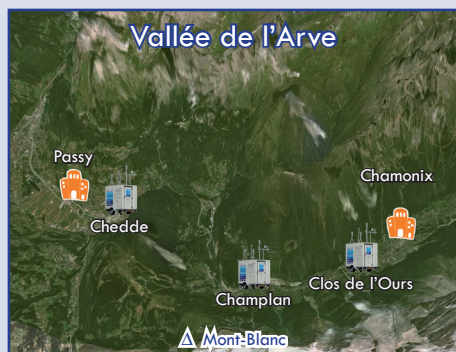 Vallée de l'Arve
Passy
Chamonix
Chedde
Clos de l'Ours
Champlan
Δ Mont-Blanc